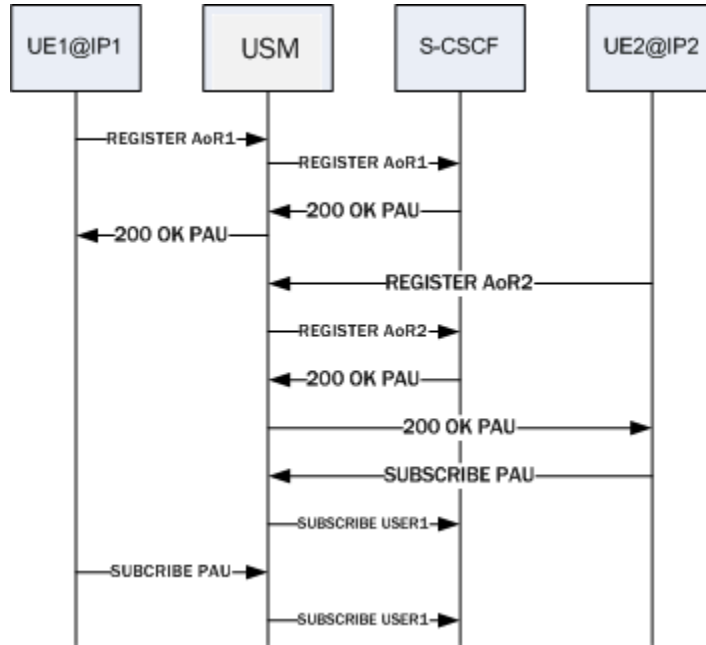 UE1@IP1
USM
S-CSCF
UE2@IP2
REGISTER AoR1
REGISTER AoR1
200 OK PAU
200 OK PAU
REGISTER AoR2
REGISTER AoR2
200 OK PAU
200 OK PAU
SUBSCRIBE PAU
SUBSCRIBE USER1
SUBCRIBE PAU
SUBSCRIBE USER1